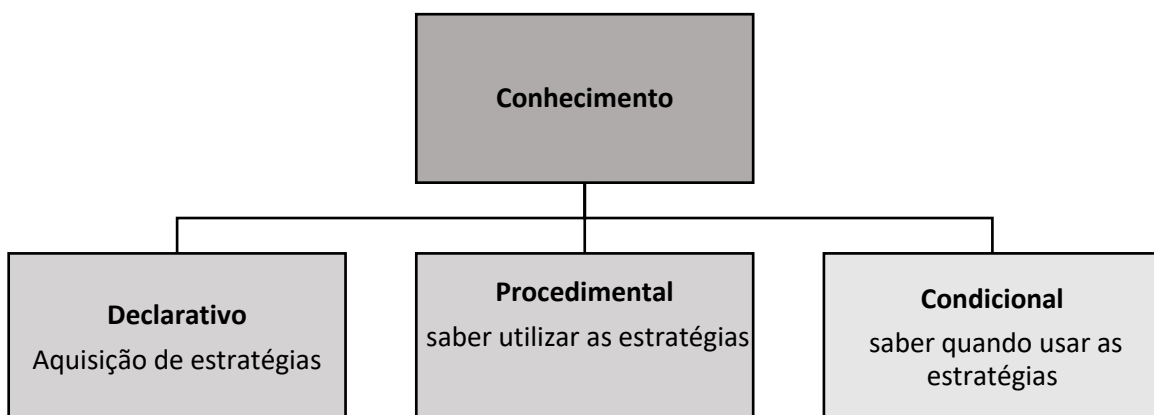 Conhecimento
Declarativo
Aquisição de estratégias
Procedimental
saber utilizar as estratégias
Condicional
saber quando usar as
estratégias